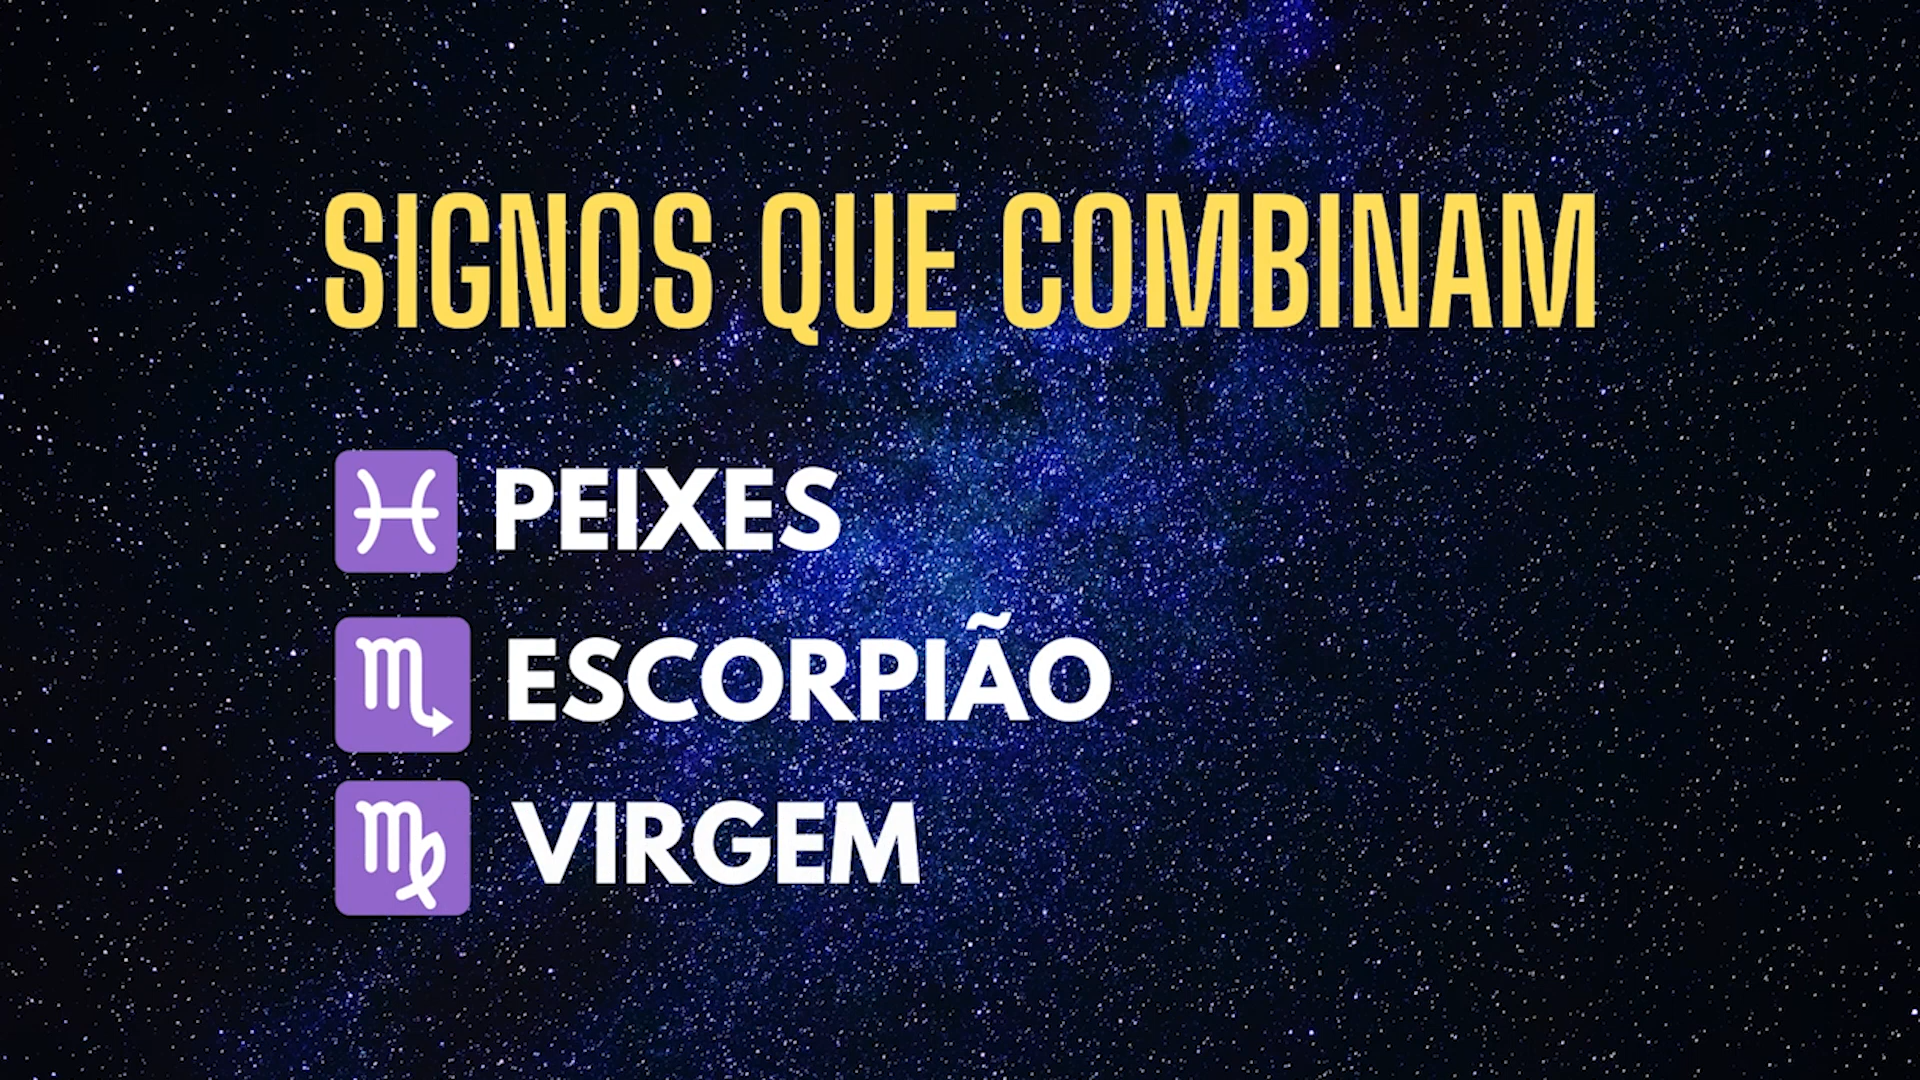 SIGNOS QUE COMBINAM
♓ PEIXES
♏ ESCORPIÃO
♍ VIRGEM